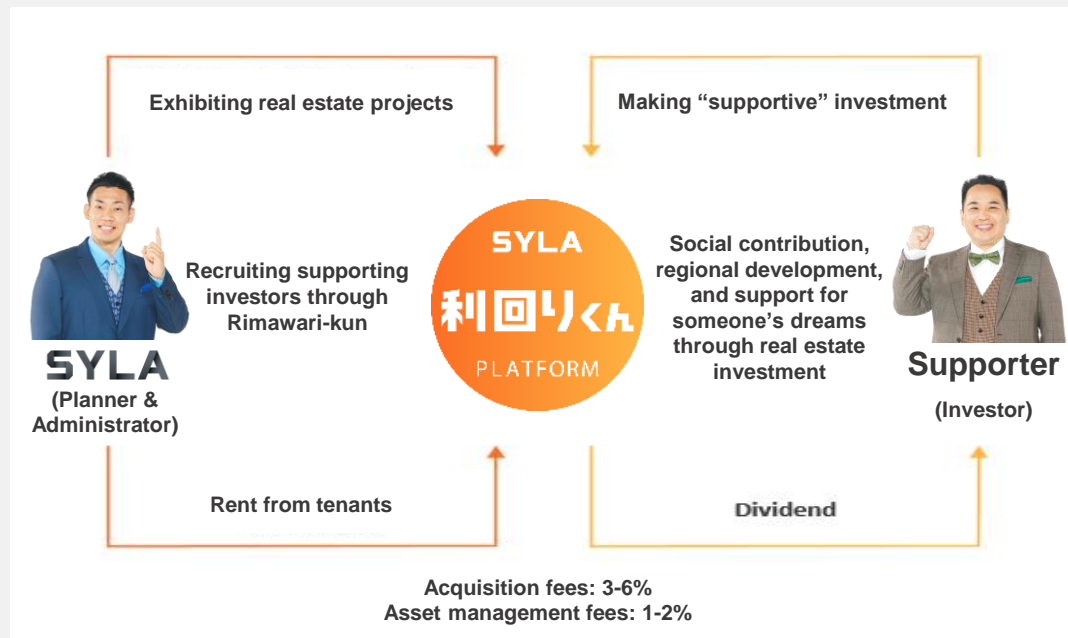 Exhibiting real estate projects
Making “supportive” investment
Recruiting supporting
investors through
Rimawari-kun
SYLA
(Planner &
Administrator)
SYLA
利回りくん
PLATFORM
Social contribution,
regional development,
and support for
someone’s dreams
through real estate
investment
Supporter
(Investor)
Rent from tenants
Dividend
Acquisition fees: 3-6%
Asset management fees: 1-2%